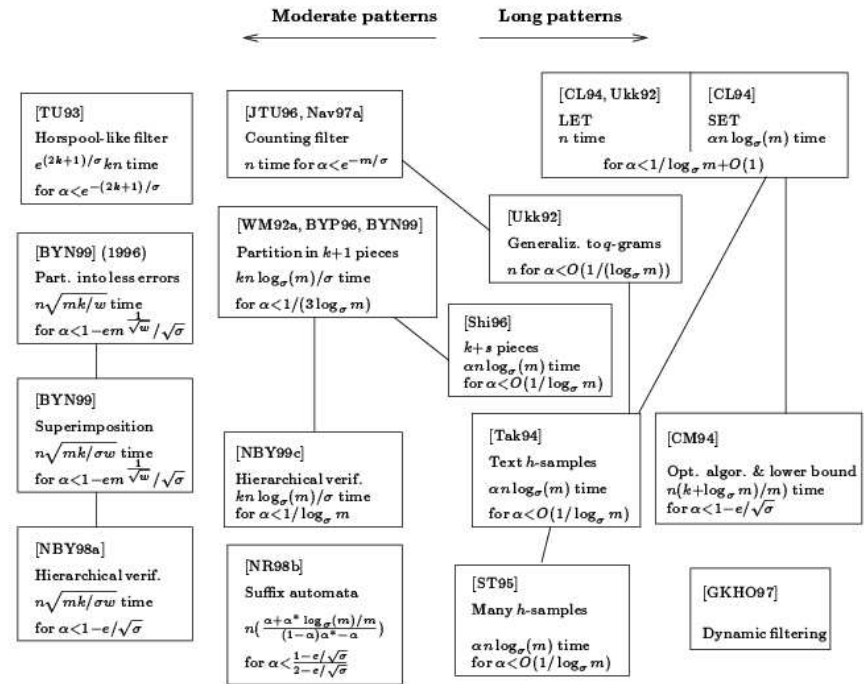 Moderate patterns
Long patterns
[TU93]
Horspool-like filter
e^{(2k+1)/σ} kn time
for α<e^{-(2k+1)/σ}
[JTU96, Nav97a]
Counting filter
n time for α<e^{-m/σ}
[CL94, Ukk92]
LET
n time
[CL94]
SET
αn log_σ(m) time
for α<1/log_σ m+O(1)
[BYN99] (1996)
Part. into less errors
n√{mk/w} time
for α<1-em^{1/√w}/√σ
[WM92a, BYP96, BYN99]
Partition in k+1 pieces
kn log_σ(m)/σ time
for α<1/(3 log_σ m)
[Ukk92]
Generaliz. to q-grams
n for α<O(1/(log_σ m))
[Shi96]
k+s pieces
αn log_σ(m) time
for α<O(1/log_σ m)
[BYN99]
Superimposition
n√{mk/σw} time
for α<1-em^{1/√w}/√σ
[NBY99c]
Hierarchical verif.
kn log_σ(m)/σ time
for α<1/log_σ m
[Tak94]
Text h-samples
αn log_σ(m) time
for α<O(1/log_σ m)
[CM94]
Opt. algor. & lower bound
n(k+log_σ m)/m) time
for α<1-e/√σ
[NBY98a]
Hierarchical verif.
n√{mk/σw} time
for α<1-e/√σ
[NR98b]
Suffix automata
n((α+α* log_σ(m)/m)/((1-α)α*-α))
for α<(1-e/√σ)/(2-e/√σ)
[ST95]
Many h-samples
αn log_σ(m) time
for α<O(1/log_σ m)
[GKHO97]
Dynamic filtering